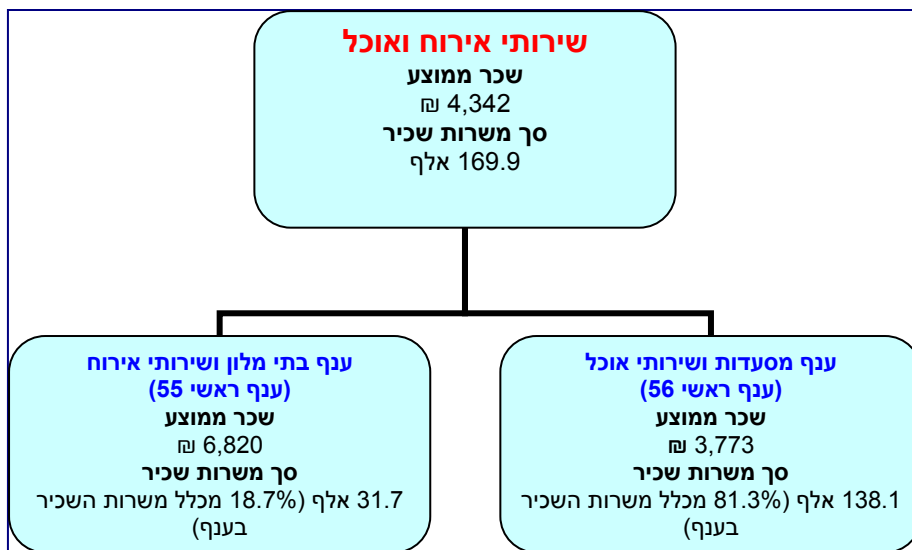 שירותי אירוח ואוכל
שכר ממוצע
4,342 ₪
סך משרות שכיר
169.9 אלף
ענף מסעדות ושירותי אוכל
(ענף ראשי 56)
שכר ממוצע
3,773 ₪
סך משרות שכיר
138.1 אלף (81.3% מכלל משרות השכיר
בענף)
ענף בתי מלון ושירותי אירוח
(ענף ראשי 55)
שכר ממוצע
6,820 ₪
סך משרות שכיר
31.7 אלף (18.7% מכלל משרות השכיר
בענף)